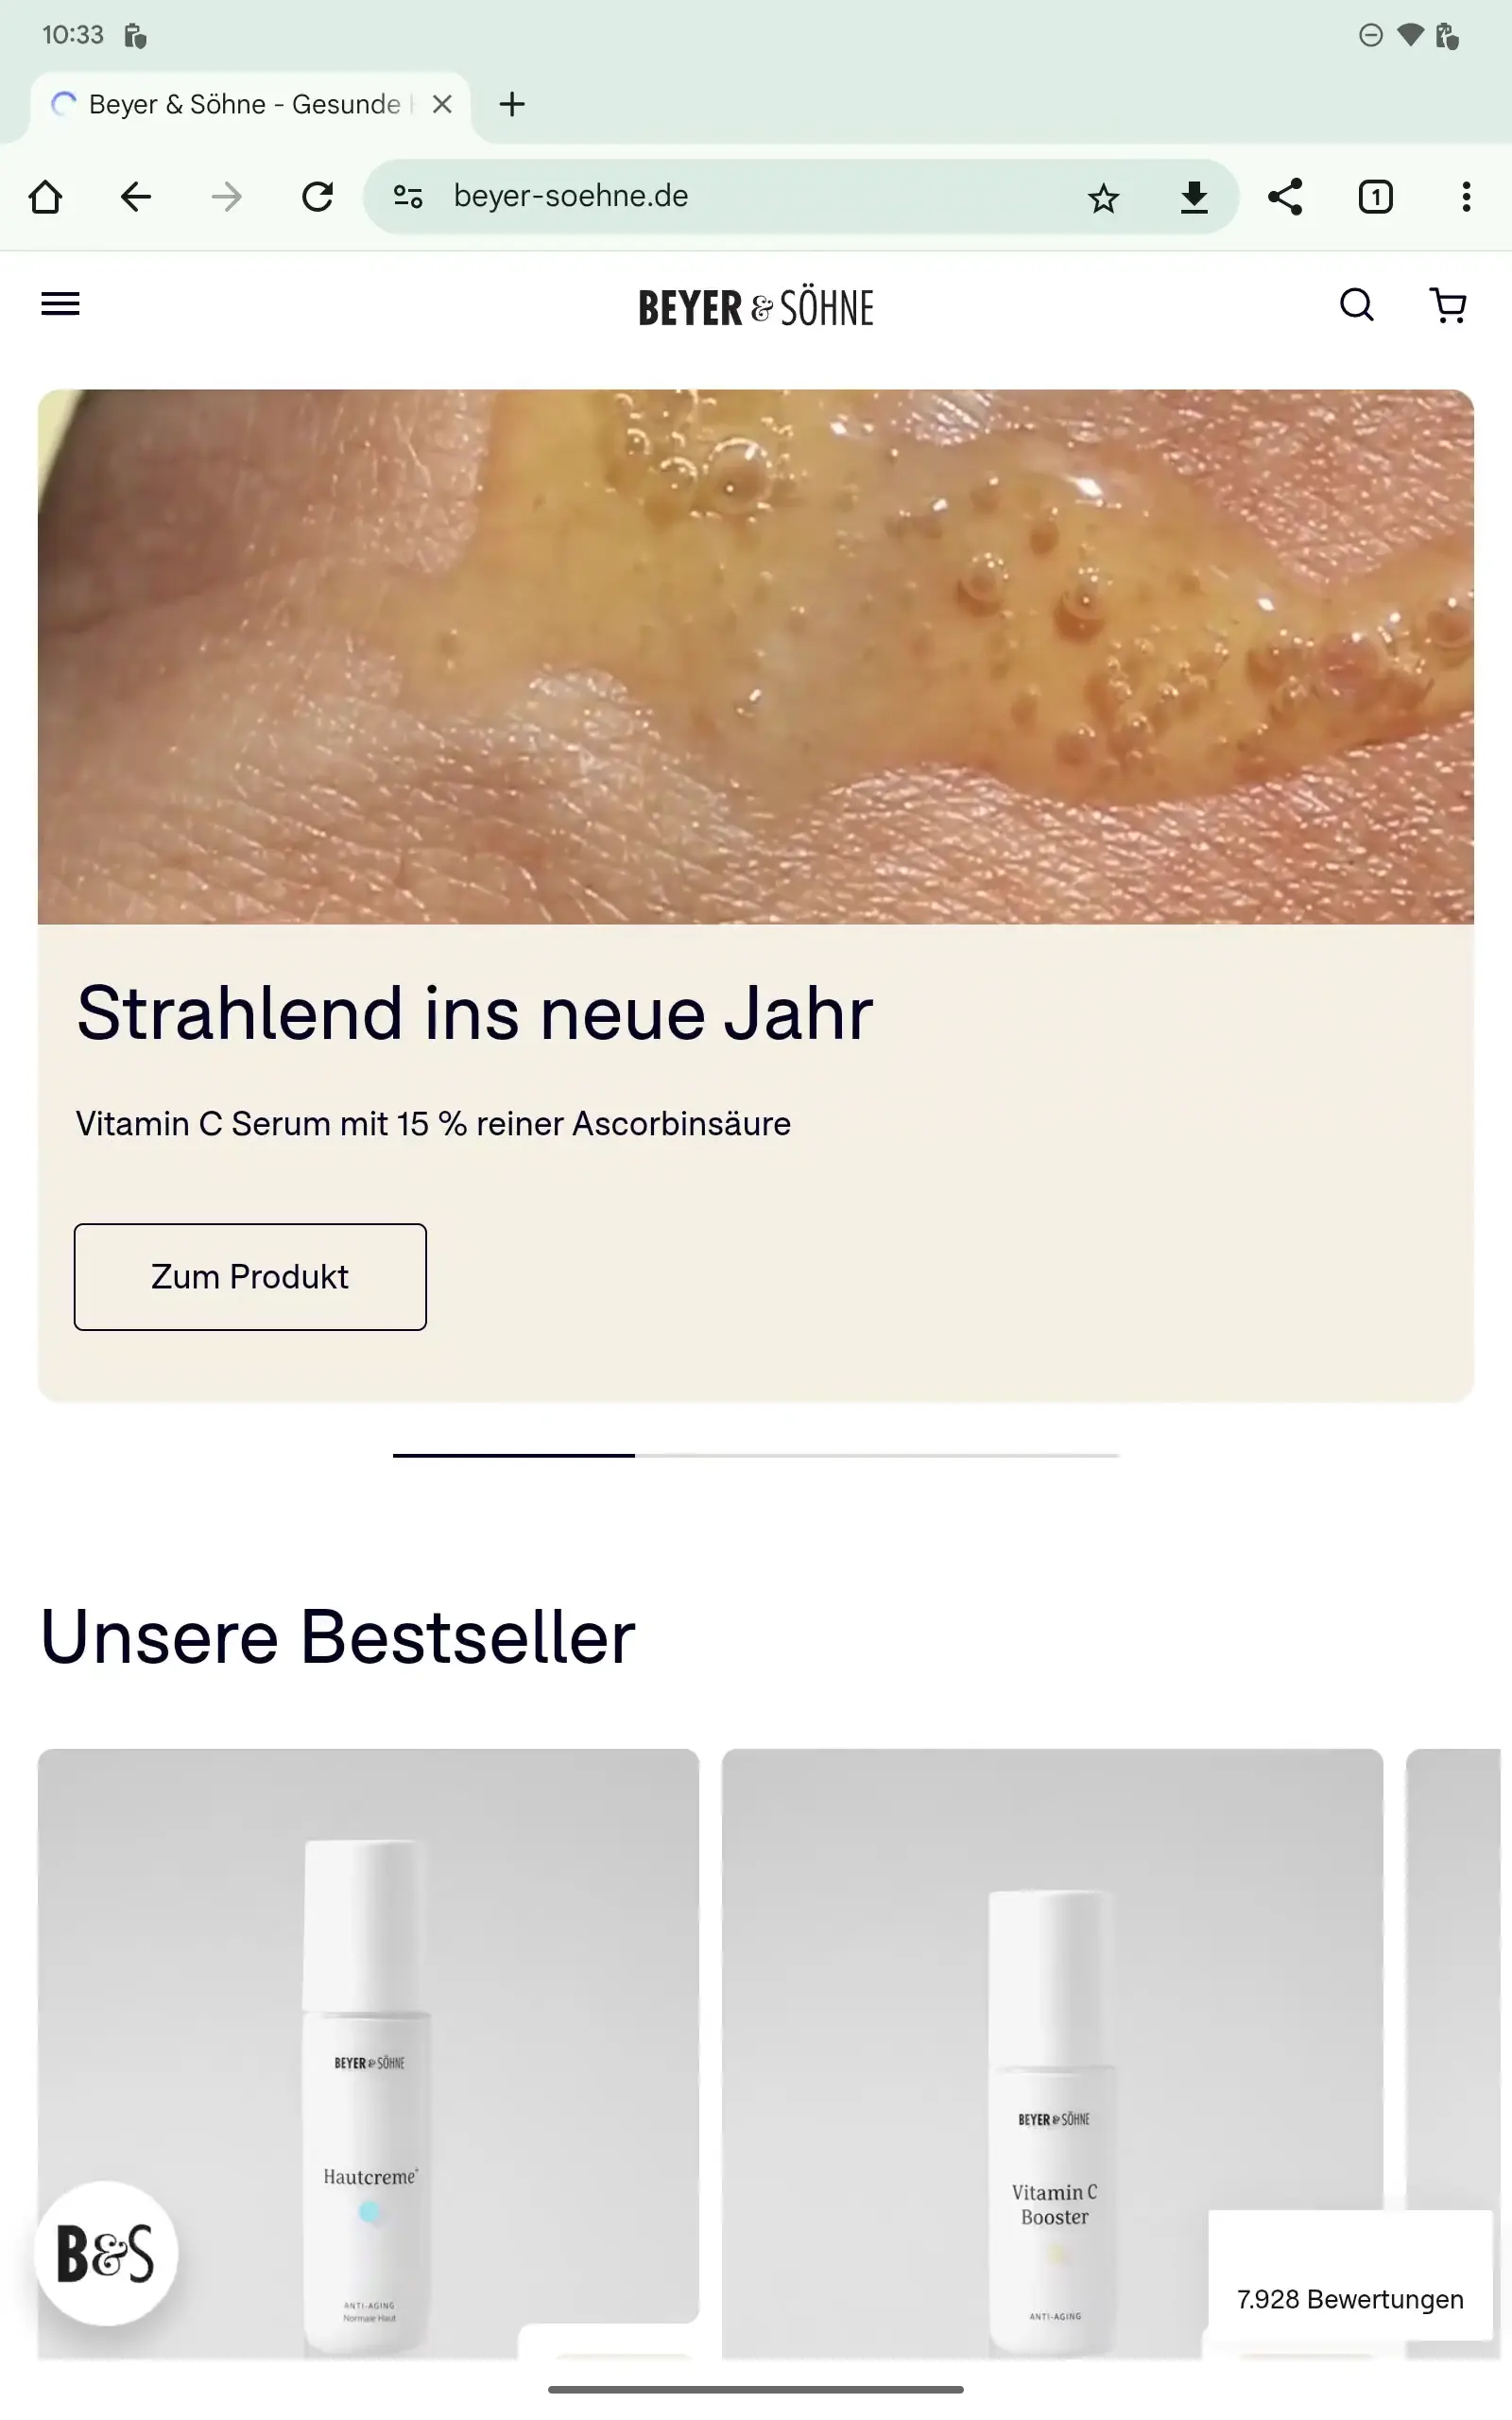 10:33
Beyer & Söhne - Gesunde
beyer-soehne.de
1
BEYER & SÖHNE
Strahlend ins neue Jahr
Vitamin C Serum mit 15 % reiner Ascorbinsäure
Zum Produkt
Unsere Bestseller
BEYER & SÖHNE
Hautcreme+
ANTI-AGING
Normale Haut
BEYER & SÖHNE
Vitamin C
Booster
ANTI-AGING
B&S
7.928 Bewertungen